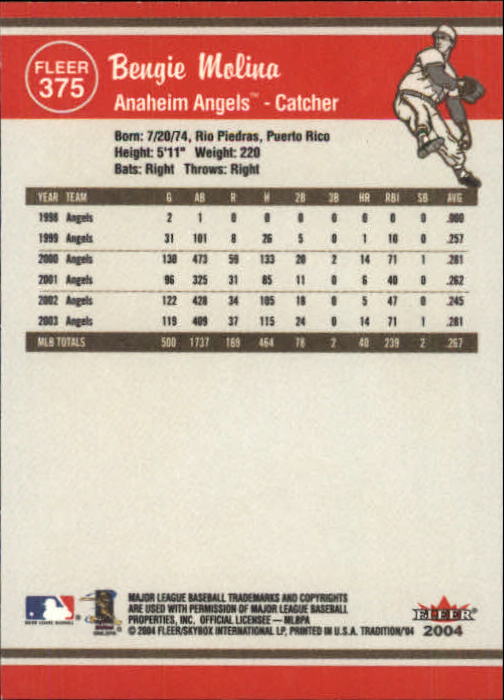 FLEER
375
Bengie Molina
Anaheim Angels™ - Catcher
Born: 7/20/74, Rio Piedras, Puerto Rico
Height: 5'11" Weight: 220
Bats: Right Throws: Right
YEAR TEAM G AB R H 2B 3B HR RBI SB AVG
1998 Angels 2 1 0 0 0 0 0 0 0 .000
1999 Angels 31 101 8 26 5 0 1 10 0 .257
2000 Angels 130 473 59 133 20 2 14 71 1 .281
2001 Angels 96 325 31 85 11 0 6 40 0 .262
2002 Angels 122 428 34 105 18 0 5 47 0 .245
2003 Angels 119 409 37 115 24 0 14 71 1 .281
MLB TOTALS 500 1737 169 464 78 2 40 239 2 .267
MAJOR LEAGUE BASEBALL TRADEMARKS AND COPYRIGHTS
ARE USED WITH PERMISSION OF MAJOR LEAGUE BASEBALL
PROPERTIES, INC. OFFICIAL LICENSEE — MLBPA
© 2004 FLEER/SKYBOX INTERNATIONAL LP, PRINTED IN U.S.A. TRADITION/'04
FLEER
2004